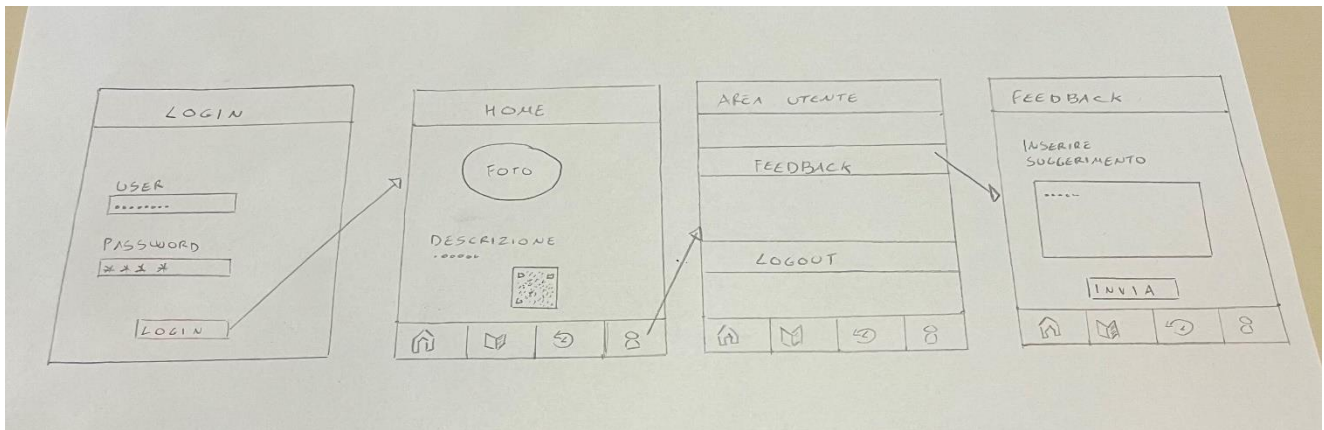 LOGIN
USER
........
PASSWORD
****
LOGIN
HOME
FOTO
DESCRIZIONE
......
AREA UTENTE
FEEDBACK
LOGOUT
FEEDBACK
INSERIRE
SUGGERIMENTO
.....
INVIA